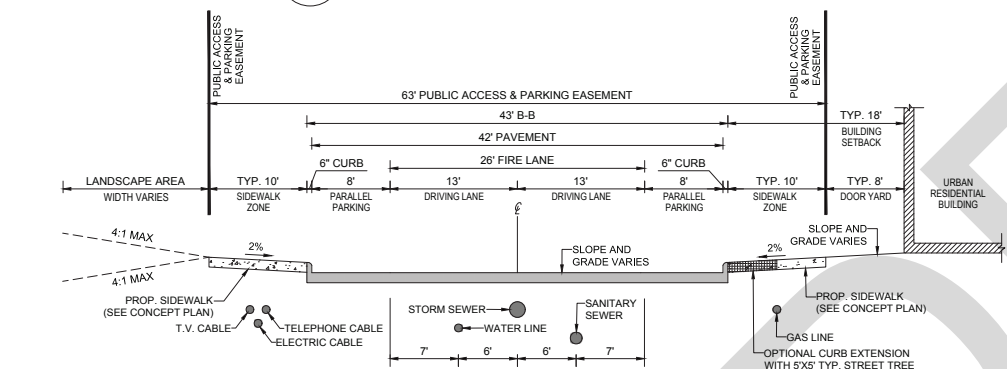 PUBLIC ACCESS
& PARKING
EASEMENT
PUBLIC ACCESS
& PARKING
EASEMENT
63' PUBLIC ACCESS & PARKING EASEMENT
43' B-B
TYP. 18'
BUILDING
SETBACK
42' PAVEMENT
6" CURB
26' FIRE LANE
6" CURB
LANDSCAPE AREA
WIDTH VARIES
TYP. 10'
SIDEWALK
ZONE
8'
PARALLEL
PARKING
13'
DRIVING LANE
13'
DRIVING LANE
8'
PARALLEL
PARKING
TYP. 10'
SIDEWALK
ZONE
TYP. 8'
DOOR YARD
URBAN
RESIDENTIAL
BUILDING
℄
4:1 MAX
4:1 MAX
2%
SLOPE AND
GRADE VARIES
2%
SLOPE AND
GRADE VARIES
PROP. SIDEWALK
(SEE CONCEPT PLAN)
T.V. CABLE
TELEPHONE CABLE
ELECTRIC CABLE
STORM SEWER
WATER LINE
SANITARY
SEWER
PROP. SIDEWALK
(SEE CONCEPT PLAN)
GAS LINE
OPTIONAL CURB EXTENSION
WITH 5'X5' TYP. STREET TREE
7'
6'
6'
7'